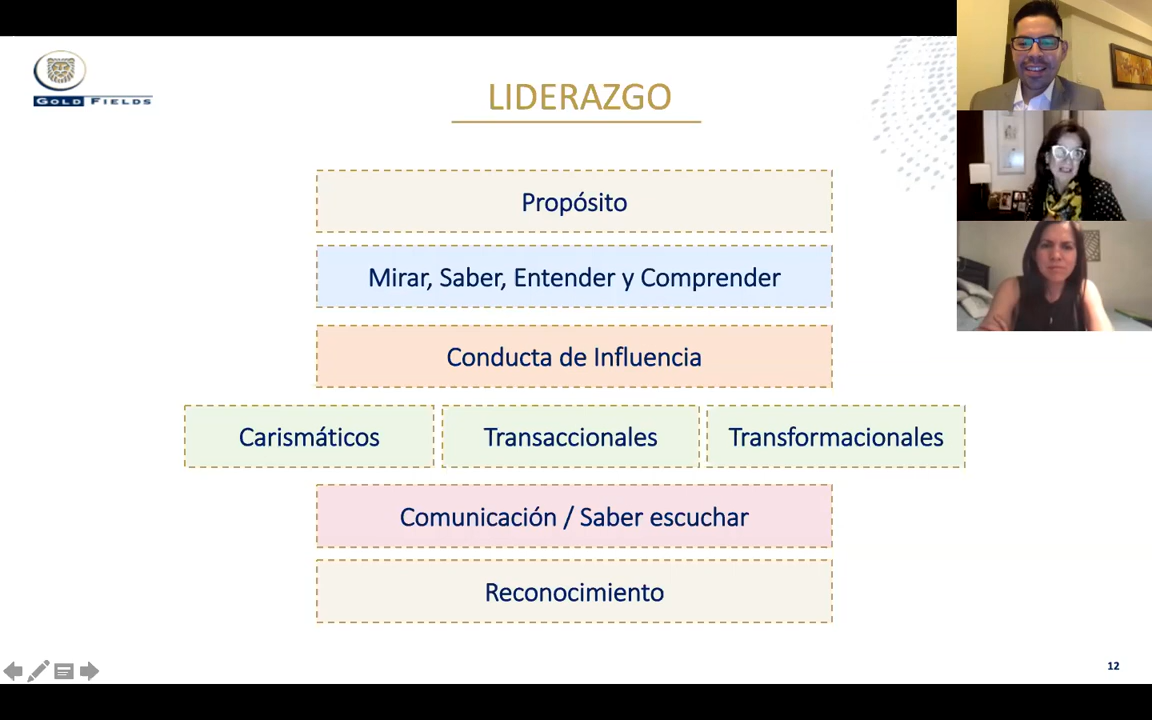 GOLD FIELDS
LIDERAZGO
Propósito
Mirar, Saber, Entender y Comprender
Conducta de Influencia
Carismáticos
Transaccionales
Transformacionales
Comunicación / Saber escuchar
Reconocimiento
12